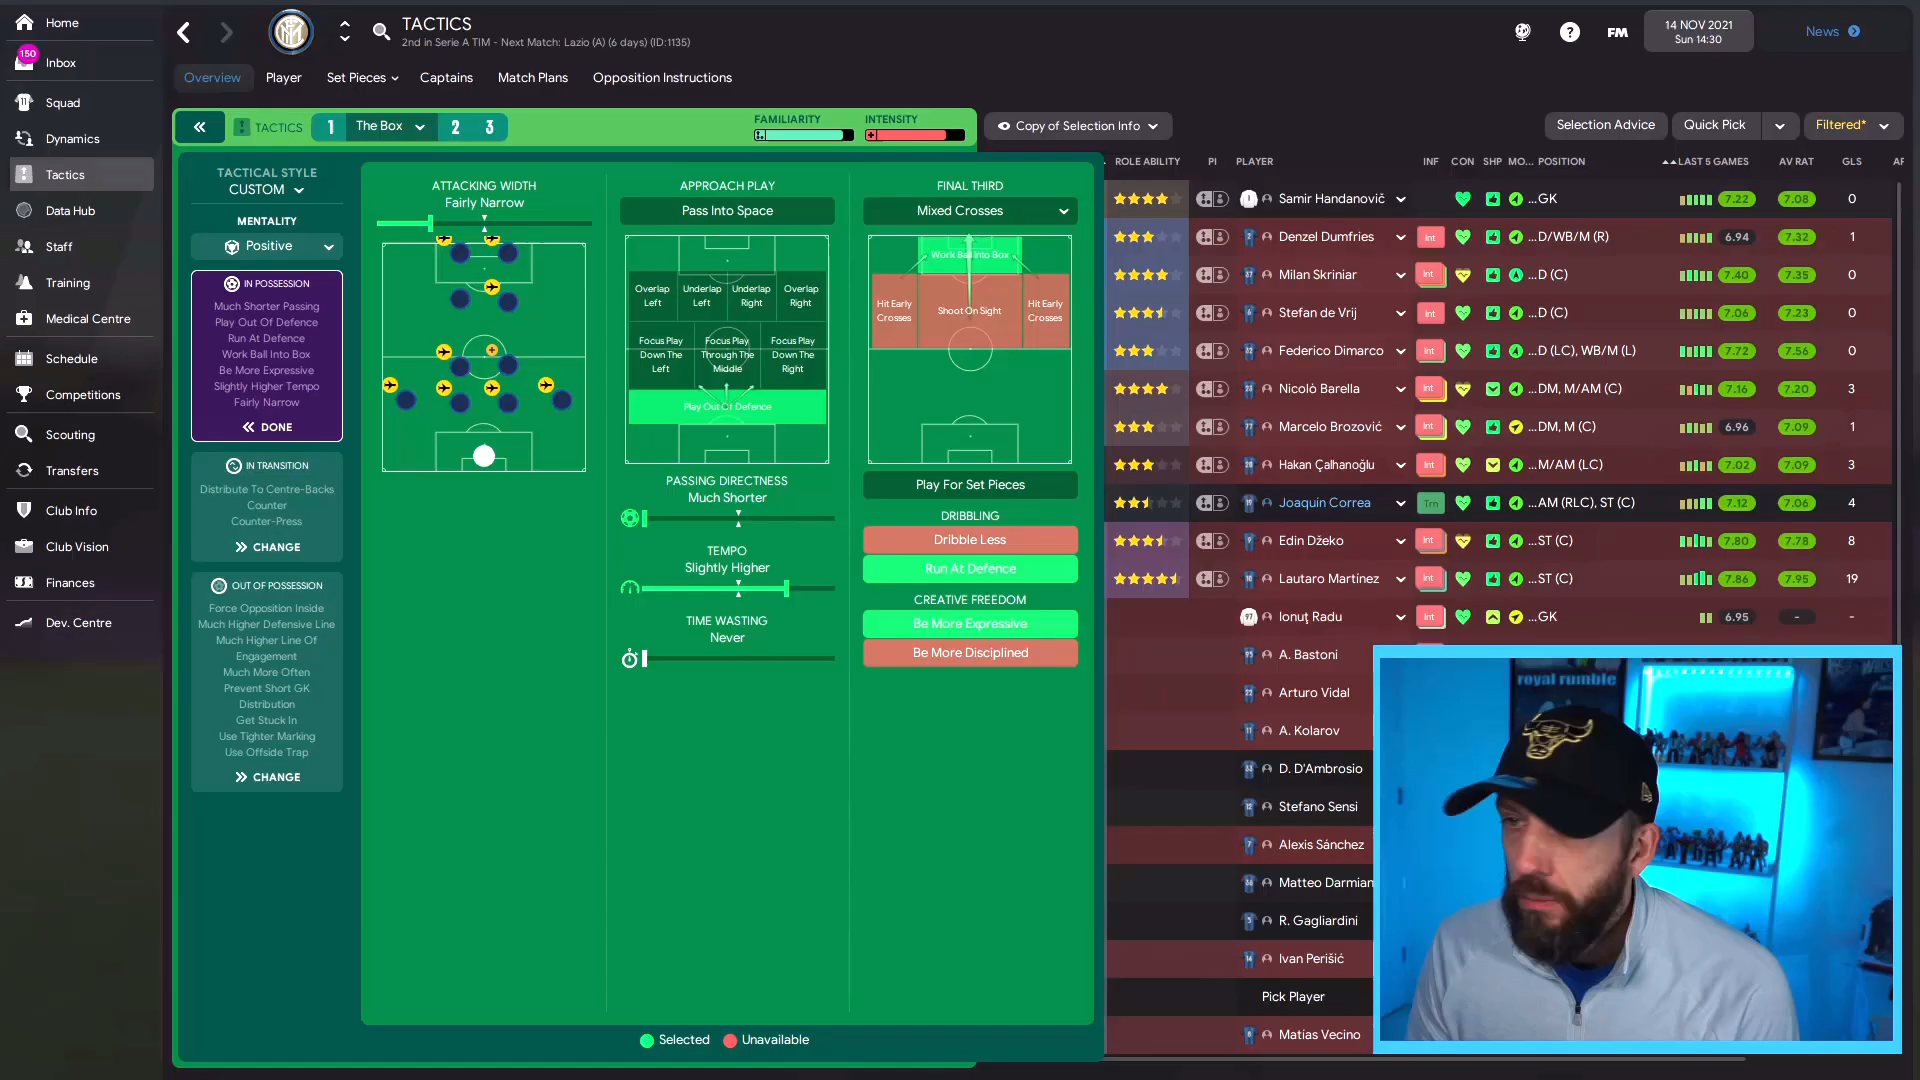 Home
150
Inbox
Squad
Dynamics
Tactics
Data Hub
Staff
Training
Medical Centre
Schedule
Competitions
Scouting
Transfers
Club Info
Club Vision
Finances
Dev. Centre
TACTICS
2nd in Serie A TIM - Next Match: Lazio (A) (6 days) (ID:1135)
FM
14 NOV 2021
Sun 14:30
News
Overview
Player
Set Pieces
Captains
Match Plans
Opposition Instructions
TACTICS
1
The Box
2
3
FAMILIARITY
INTENSITY
Copy of Selection Info
Selection Advice
Quick Pick
Filtered*
TACTICAL STYLE
CUSTOM
MENTALITY
Positive
IN POSSESSION
Much Shorter Passing
Play Out Of Defence
Run At Defence
Work Ball Into Box
Be More Expressive
Slightly Higher Tempo
Fairly Narrow
DONE
IN TRANSITION
Distribute To Centre-Backs
Counter
Counter-Press
CHANGE
OUT OF POSSESSION
Force Opposition Inside
Much Higher Defensive Line
Much Higher Line Of
Engagement
Much More Often
Prevent Short GK
Distribution
Get Stuck In
Use Tighter Marking
Use Offside Trap
CHANGE
ATTACKING WIDTH
Fairly Narrow
APPROACH PLAY
Pass Into Space
Overlap Left
Underlap Left
Underlap Right
Overlap Right
Focus Play Down The Left
Focus Play Through The Middle
Focus Play Down The Right
Play Out Of Defence
PASSING DIRECTNESS
Much Shorter
TEMPO
Slightly Higher
TIME WASTING
Never
FINAL THIRD
Mixed Crosses
Work Ball Into Box
Hit Early Crosses
Shoot On Sight
Hit Early Crosses
Play For Set Pieces
DRIBBLING
Dribble Less
Run At Defence
CREATIVE FREEDOM
Be More Expressive
Be More Disciplined
Selected
Unavailable
ROLE ABILITY PI PLAYER INF CON SHP MO... POSITION LAST 5 GAMES AV RAT GLS
Samir Handanovič ...GK 7.22 7.08 0
Denzel Dumfries Int ...D/WB/M (R) 6.94 7.32 1
Milan Skriniar Int ...D (C) 7.40 7.35 0
Stefan de Vrij Int ...D (C) 7.06 7.23 0
Federico Dimarco Int ...D (LC), WB/M (L) 7.72 7.56 0
Nicolò Barella Int ...DM, M/AM (C) 7.16 7.20 3
Marcelo Brozović Int ...DM, M (C) 6.96 7.09 1
Hakan Çalhanoğlu Int ...M/AM (LC) 7.02 7.09 3
Joaquín Correa Trn ...AM (RLC), ST (C) 7.12 7.06 4
Edin Džeko Int ...ST (C) 7.80 7.78 8
Lautaro Martínez Int ...ST (C) 7.86 7.95 19
97 Ionuț Radu Int ...GK 6.95 - -
A. Bastoni
Arturo Vidal
A. Kolarov
D. D'Ambrosio
Stefano Sensi
Alexis Sánchez
Matteo Darmian
R. Gagliardini
Ivan Perišić
Pick Player
Matías Vecino
royal rumble